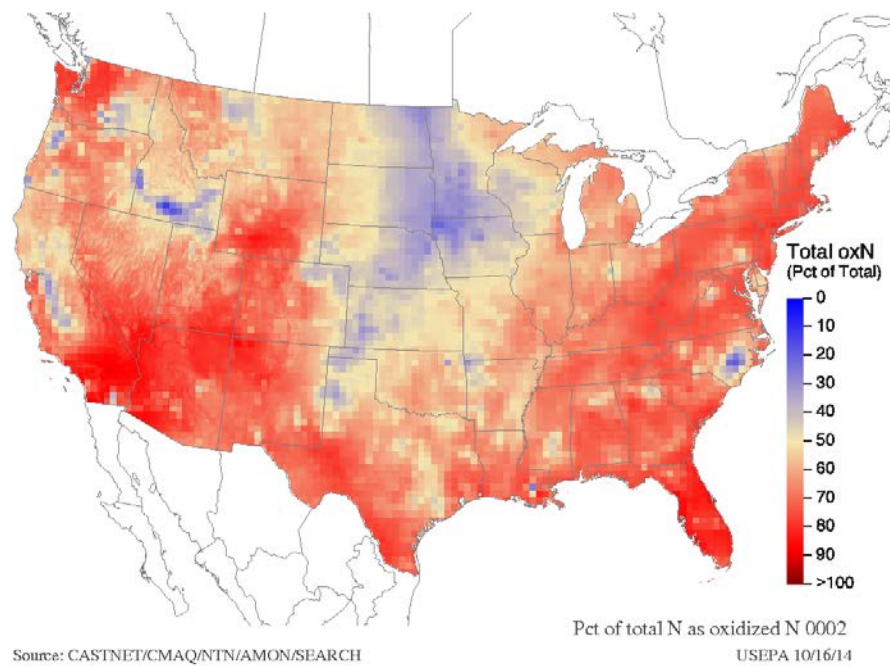 Total oxN
(Pct of Total)
0
10
20
30
40
50
60
70
80
90
>100
Pct of total N as oxidized N 0002
Source: CASTNET/CMAQ/NTN/AMON/SEARCH
USEPA 10/16/14